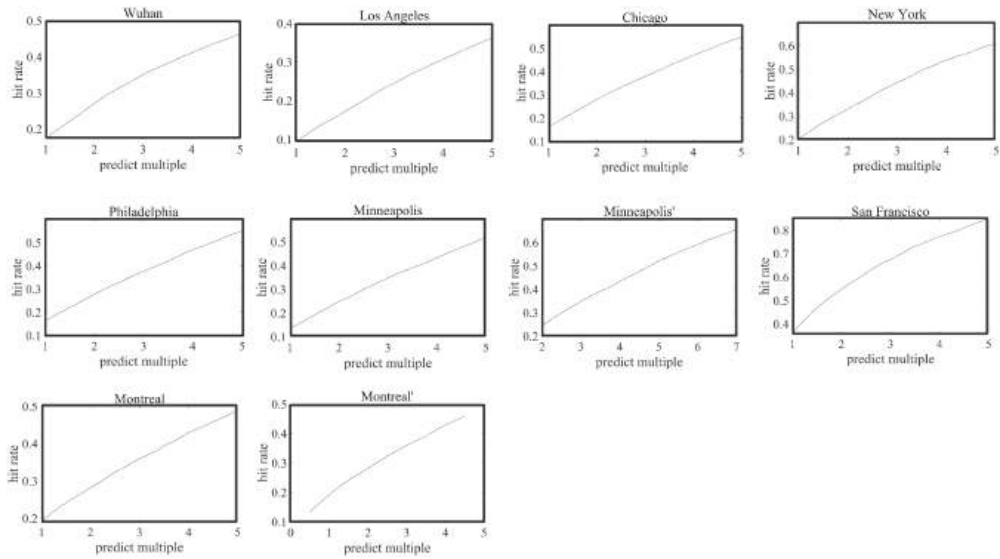 Wuhan
0.5
0.4
0.3
0.2
hit rate
1 2 3 4 5
predict multiple
Los Angeles
0.4
0.3
0.2
0.1
hit rate
1 2 3 4 5
predict multiple
Chicago
0.5
0.4
0.3
0.2
0.1
hit rate
1 2 3 4 5
predict multiple
New York
0.6
0.5
0.4
0.3
0.2
hit rate
1 2 3 4 5
predict multiple
Philadelphia
0.5
0.4
0.3
0.2
0.1
hit rate
1 2 3 4 5
predict multiple
Minneapolis
0.5
0.4
0.3
0.2
0.1
hit rate
1 2 3 4 5
predict multiple
Minneapolis'
0.6
0.5
0.4
0.3
0.2
hit rate
2 3 4 5 6 7
predict multiple
San Francisco
0.8
0.7
0.6
0.5
0.4
hit rate
1 2 3 4 5
predict multiple
Montreal
0.5
0.4
0.3
0.2
hit rate
1 2 3 4 5
predict multiple
Montreal'
0.5
0.4
0.3
0.2
0.1
hit rate
0 1 2 3 4 5
predict multiple